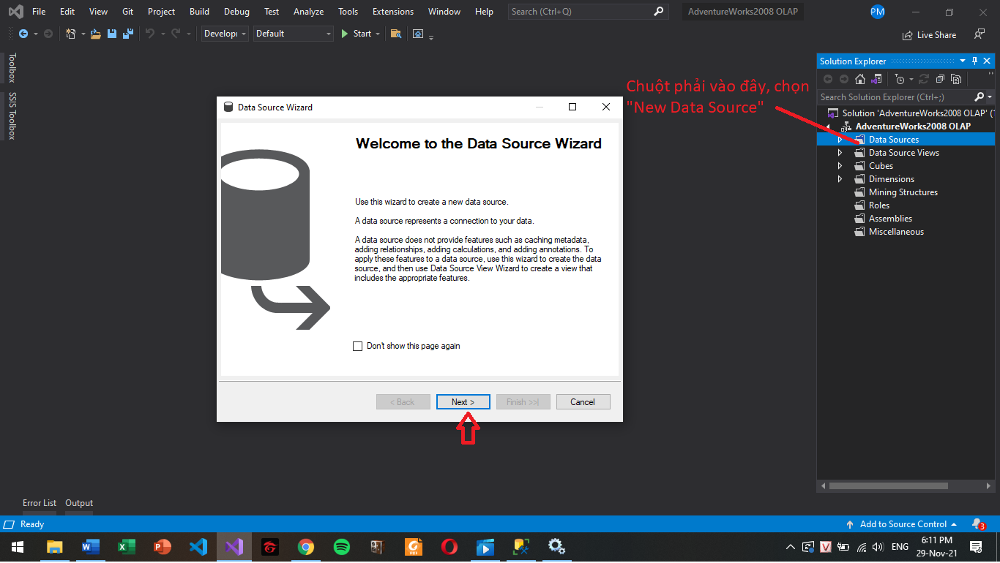 File Edit View Git Project Build Debug Test Analyze Tools Extensions Window Help Search (Ctrl+Q) AdventureWorks2008 OLAP PM
Develop Default Start Live Share
Toolbox
SSIS Toolbox
Chuột phải vào đây, chọn
"New Data Source"
Data Source Wizard
Welcome to the Data Source Wizard
Use this wizard to create a new data source.
A data source represents a connection to your data.
A data source does not provide features such as caching metadata,
adding relationships, adding calculations, and adding annotations. To
apply these features to a data source, use this wizard to create the data
source, and then use Data Source View Wizard to create a view that
includes the appropriate features.
Don't show this page again
< Back Next > Finish >>| Cancel
Solution Explorer
Search Solution Explorer (Ctrl+;)
Solution 'AdventureWorks2008 OLAP' (
AdventureWorks2008 OLAP
Data Sources
Data Source Views
Cubes
Dimensions
Mining Structures
Roles
Assemblies
Miscellaneous
Error List Output
Ready Add to Source Control 3
ENG 6:11 PM
29-Nov-21